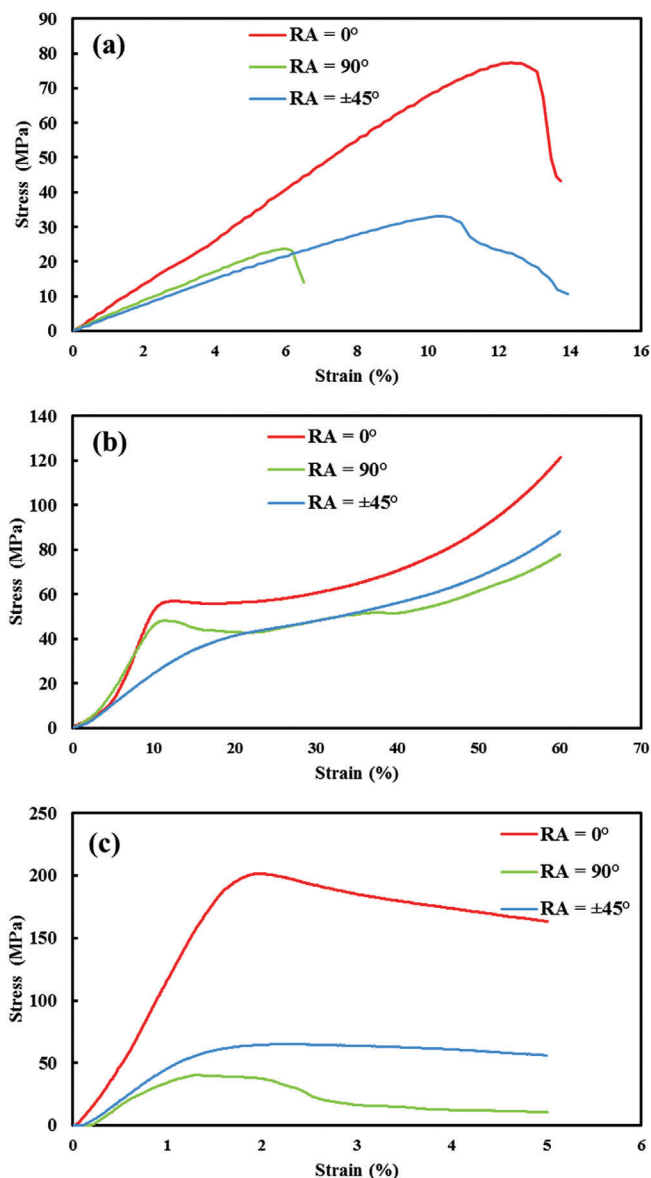 (a)
RA = 0°
RA = 90°
RA = ±45°
Stress (MPa)
90
80
70
60
50
40
30
20
10
0
0 2 4 6 8 10 12 14 16
Strain (%)
(b)
RA = 0°
RA = 90°
RA = ±45°
Stress (MPa)
140
120
100
80
60
40
20
0
0 10 20 30 40 50 60 70
Strain (%)
(c)
RA = 0°
RA = 90°
RA = ±45°
Stress (MPa)
250
200
150
100
50
0
0 1 2 3 4 5 6
Strain (%)